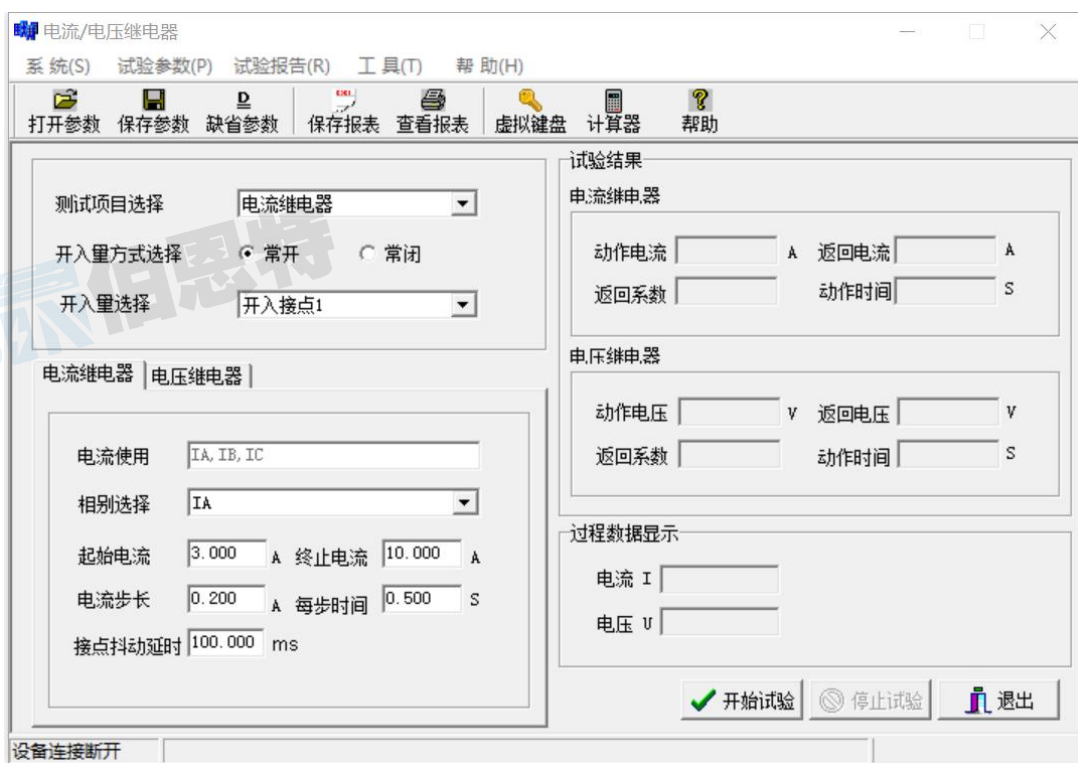 电流/电压继电器
系统(S) 试验参数(P) 试验报告(R) 工具(T) 帮助(H)
D
打开参数 保存参数 缺省参数 保存报表 查看报表 虚拟键盘 计算器 帮助
测试项目选择 电流继电器
开入量方式选择 常开 常闭
开入量选择 开入接点1
伯恩特
电流继电器 电压继电器
电流使用 IA,IB,IC
相别选择 IA
起始电流 3.000 A 终止电流 10.000 A
电流步长 0.200 A 每步时间 0.500 S
接点抖动延时 100.000 ms
试验结果
电流继电器
动作电流 A 返回电流 A
返回系数 动作时间 S
电压继电器
动作电压 V 返回电压 V
返回系数 动作时间 S
过程数据显示
电流 I
电压 U
开始试验 停止试验 退出
设备连接断开